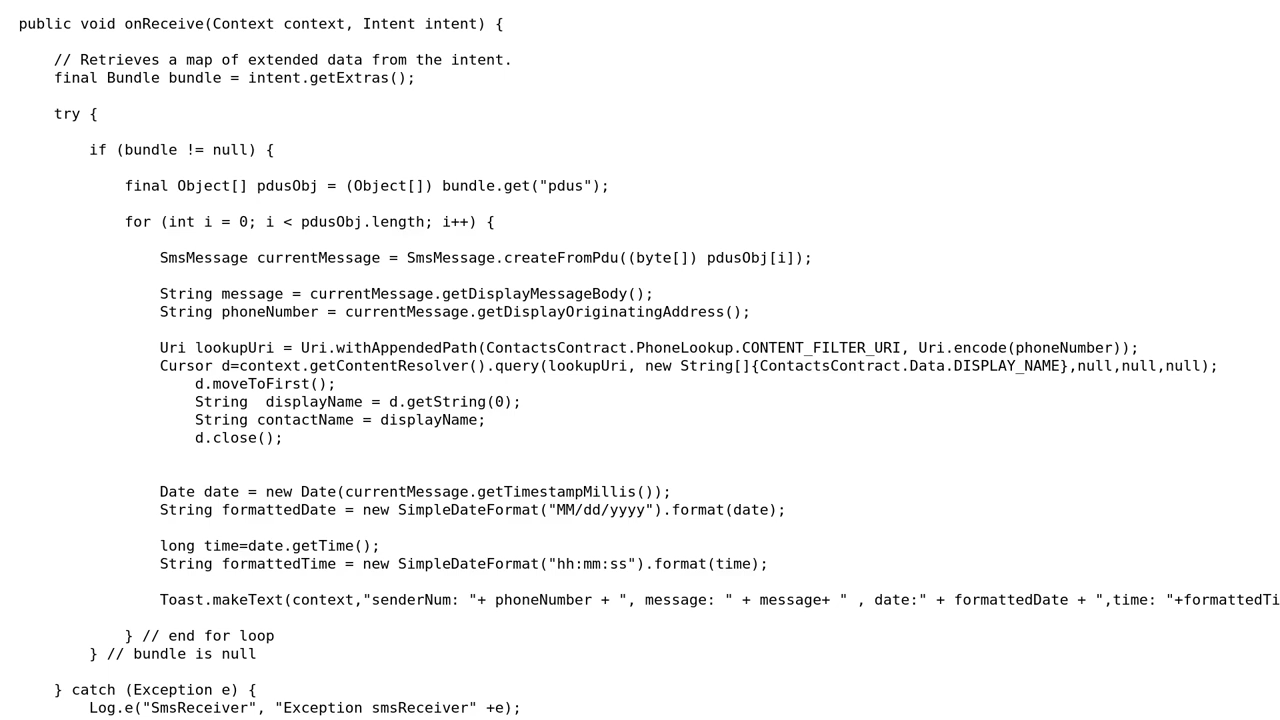 public void onReceive(Context context, Intent intent) {
// Retrieves a map of extended data from the intent.
final Bundle bundle = intent.getExtras();
try {
if (bundle != null) {
final Object[] pdusObj = (Object[]) bundle.get("pdus");
for (int i = 0; i < pdusObj.length; i++) {
SmsMessage currentMessage = SmsMessage.createFromPdu((byte[]) pdusObj[i]);
String message = currentMessage.getDisplayMessageBody();
String phoneNumber = currentMessage.getDisplayOriginatingAddress();
Uri lookupUri = Uri.withAppendedPath(ContactsContract.PhoneLookup.CONTENT_FILTER_URI, Uri.encode(phoneNumber));
Cursor d=context.getContentResolver().query(lookupUri, new String[]{ContactsContract.Data.DISPLAY_NAME},null,null,null);
d.moveToFirst();
String  displayName = d.getString(0);
String contactName = displayName;
d.close();
Date date = new Date(currentMessage.getTimestampMillis());
String formattedDate = new SimpleDateFormat("MM/dd/yyyy").format(date);
long time=date.getTime();
String formattedTime = new SimpleDateFormat("hh:mm:ss").format(time);
Toast.makeText(context,"senderNum: "+ phoneNumber + ", message: " + message+ " , date:" + formattedDate + ",time: "+formattedTi
} // end for loop
} // bundle is null
} catch (Exception e) {
Log.e("SmsReceiver", "Exception smsReceiver" +e);